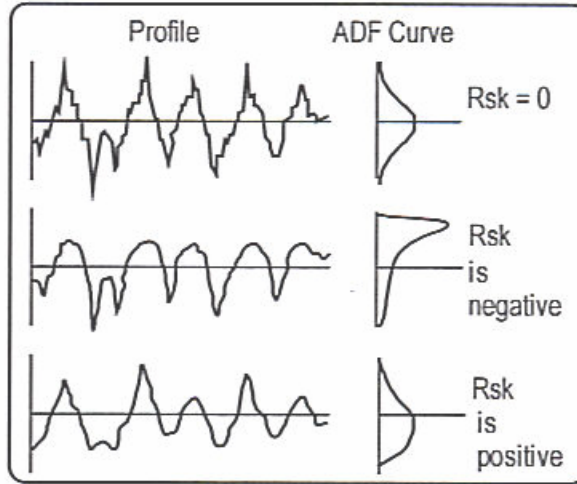 Profile ADF Curve
Rsk = 0
Rsk
is
negative
Rsk
is
positive